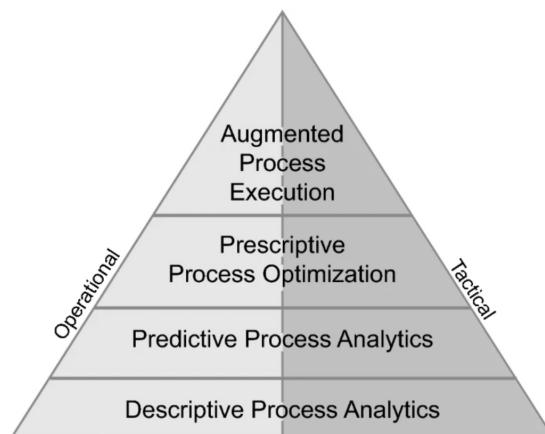 Augmented
Process
Execution
Prescriptive
Process Optimization
Operational
Tactical
Predictive Process Analytics
Descriptive Process Analytics